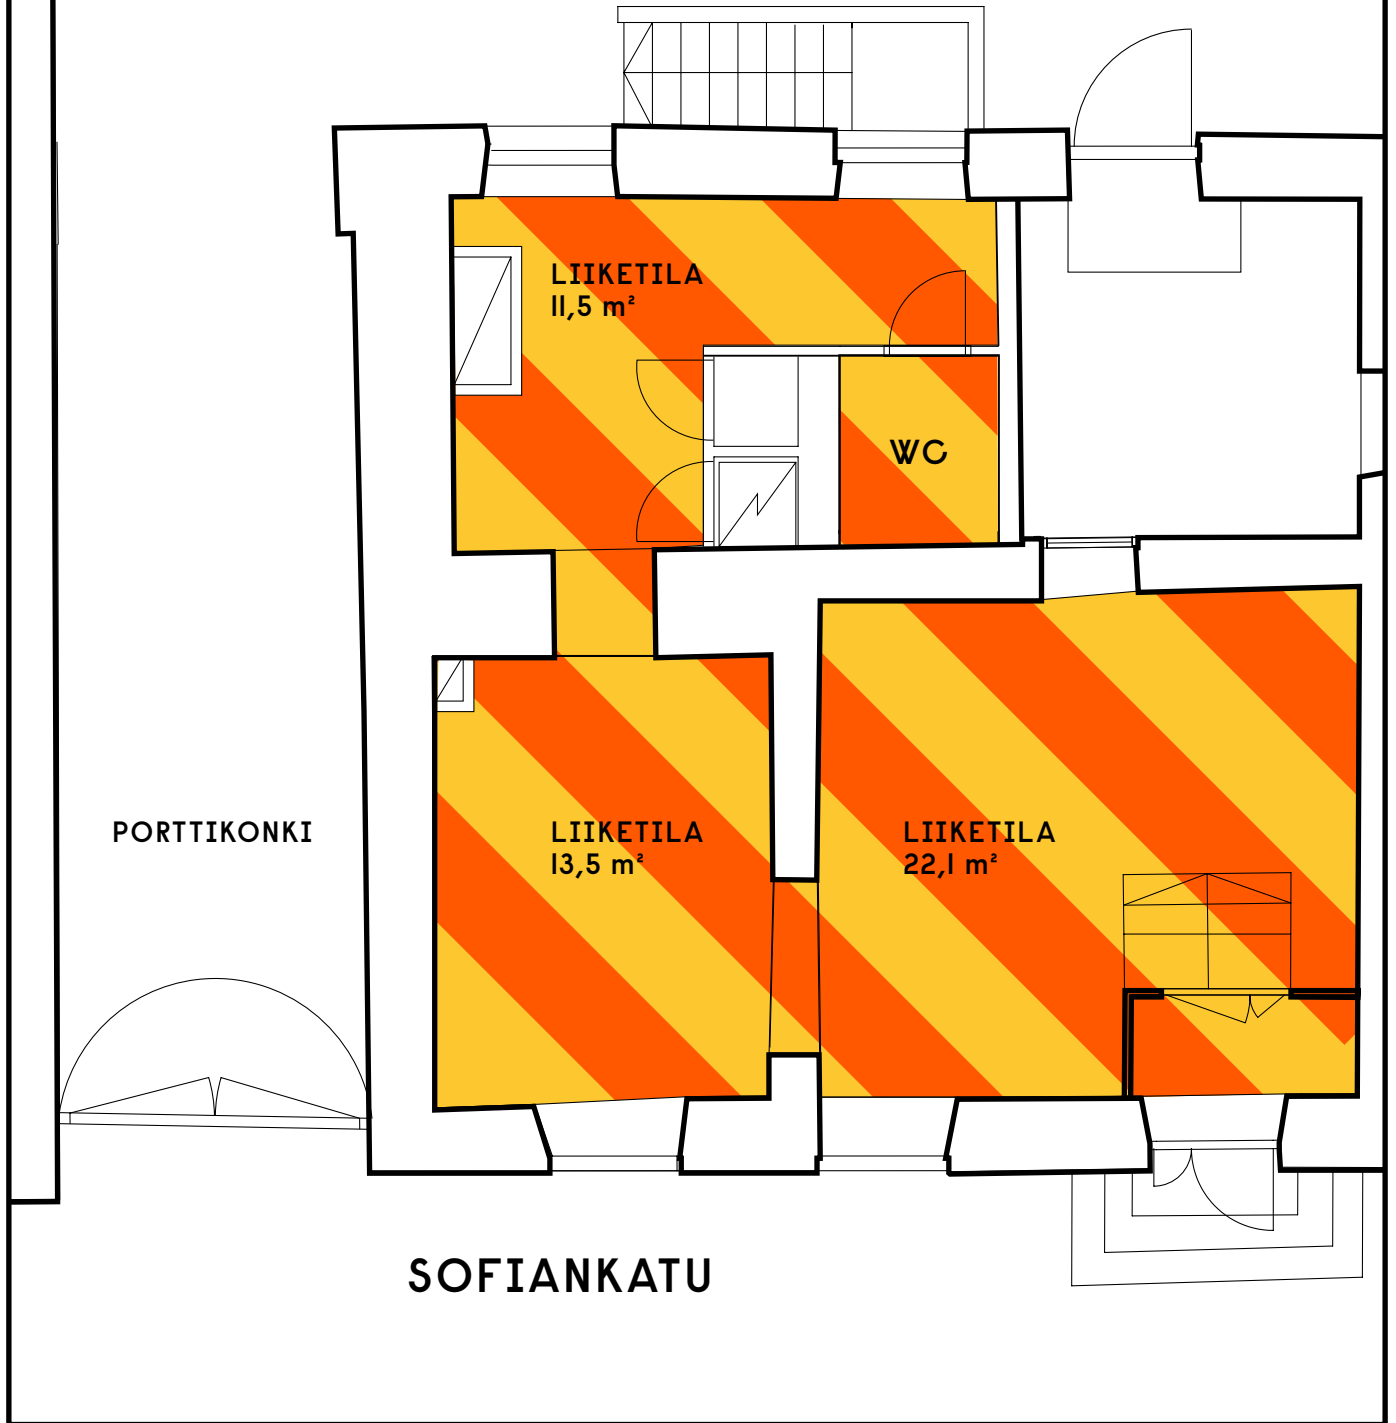 LIIKETILA
11,5 m²
WC
PORTTIKONKI
LIIKETILA
13,5 m²
LIIKETILA
22,1 m²
SOFIANKATU